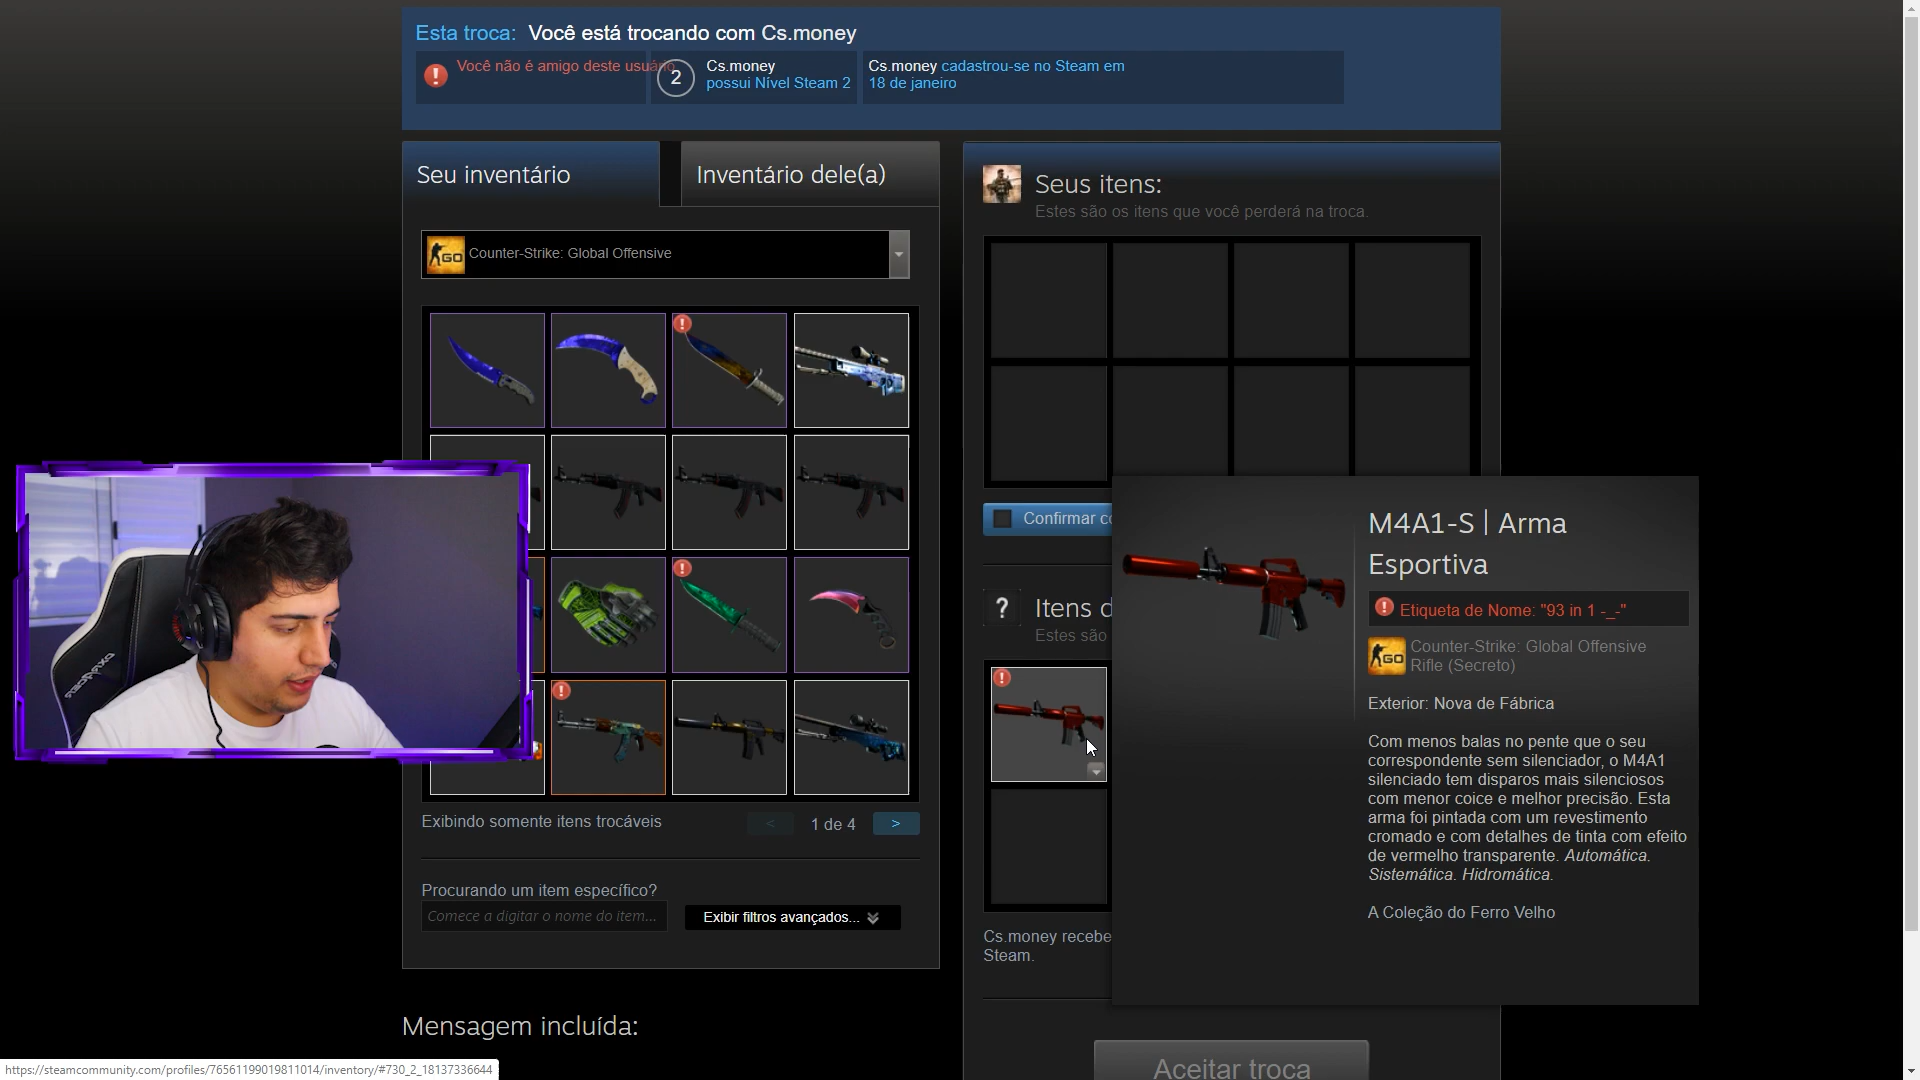 Esta troca: Você está trocando com Cs.money
Você não é amigo deste usuário
2
Cs.money
possui Nível Steam 2
Cs.money cadastrou-se no Steam em
18 de janeiro
Seu inventário
Inventário dele(a)
GO
Counter-Strike: Global Offensive
Exibindo somente itens trocáveis
<
1 de 4
>
Procurando um item específico?
Comece a digitar o nome do item...
Exibir filtros avançados...
Mensagem incluída:
https://steamcommunity.com/profiles/76561199019811014/inventory/#730_2_18137336644
Seus itens:
Estes são os itens que você perderá na troca.
Confirmar co
?
Itens d
Estes são
Cs.money recebe
Steam.
Aceitar troca
M4A1-S | Arma
Esportiva
Etiqueta de Nome: "93 in 1 -_-"
GO
Counter-Strike: Global Offensive
Rifle (Secreto)
Exterior: Nova de Fábrica
Com menos balas no pente que o seu
correspondente sem silenciador, o M4A1
silenciado tem disparos mais silenciosos
com menor coice e melhor precisão. Esta
arma foi pintada com um revestimento
cromado e com detalhes de tinta com efeito
de vermelho transparente. Automática.
Sistemática. Hidromática.
A Coleção do Ferro Velho